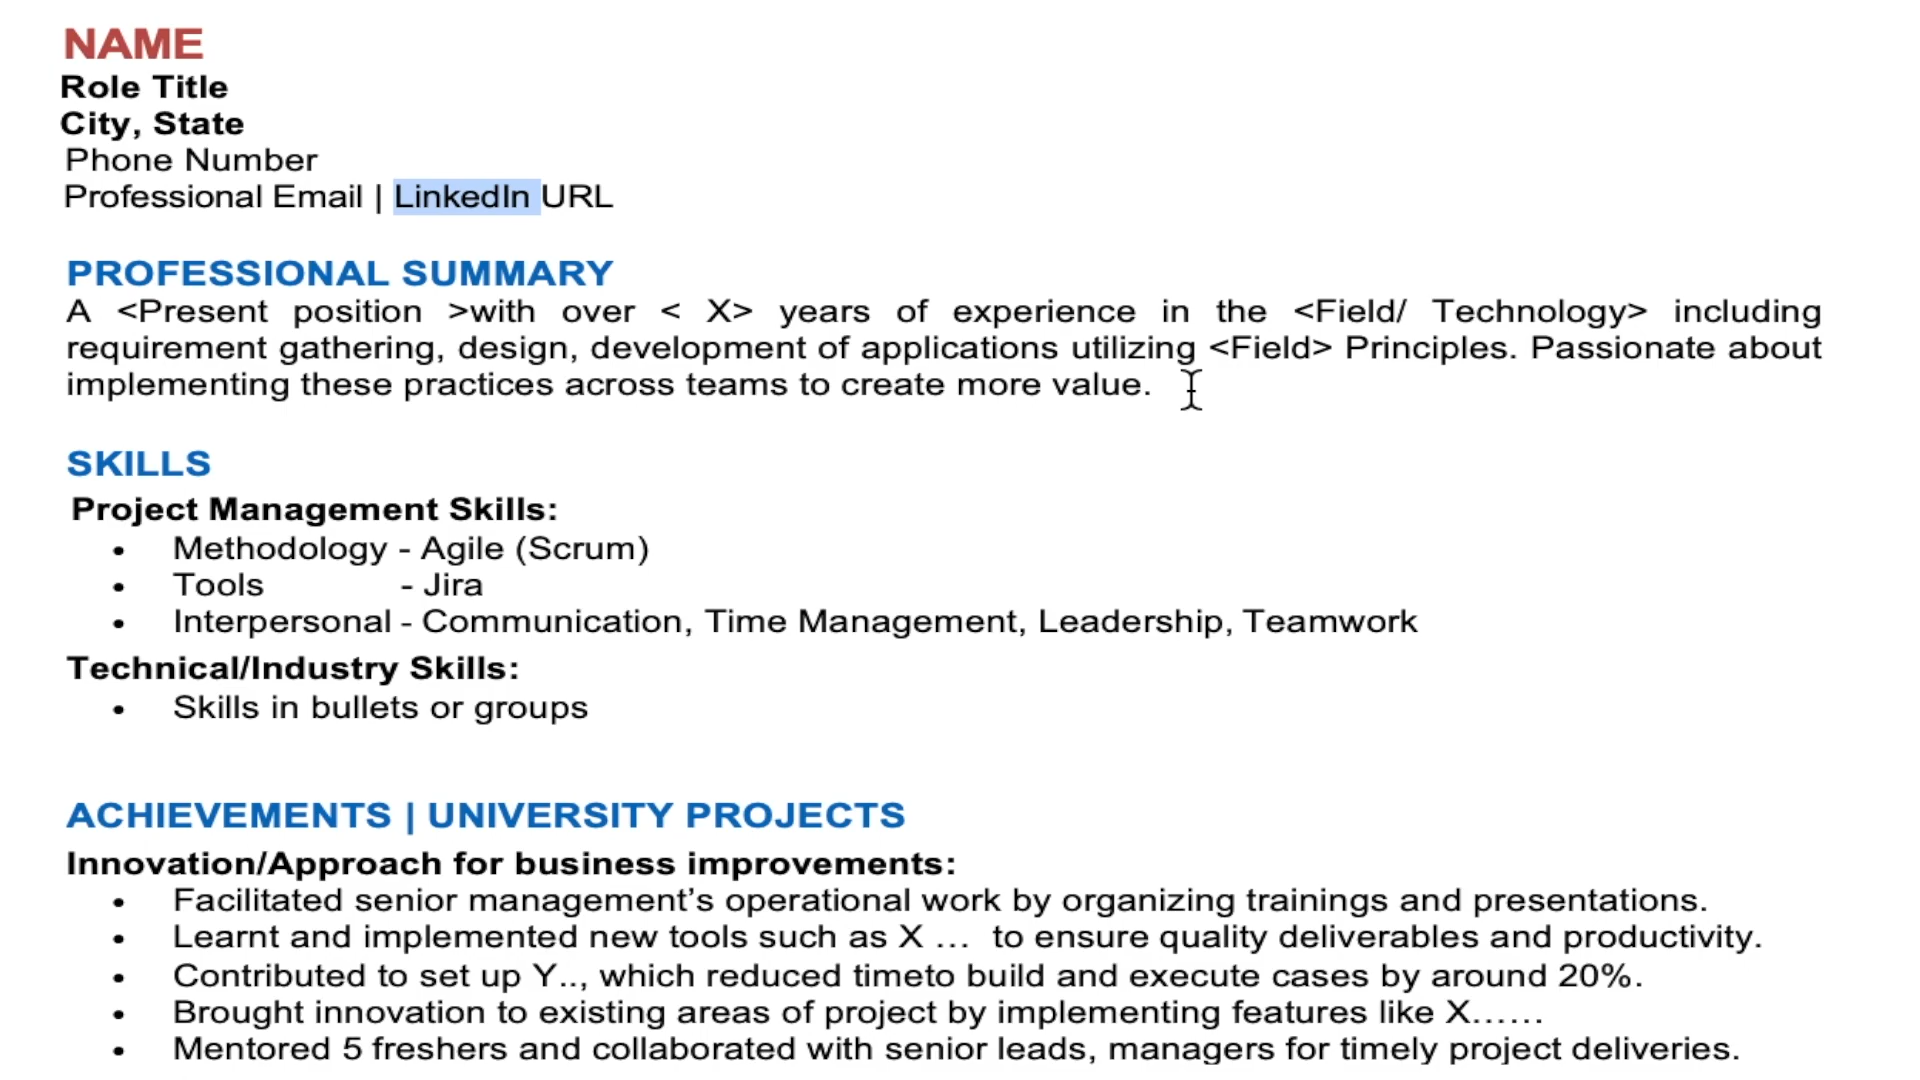 NAME
Role Title
City, State
Phone Number
Professional Email | LinkedIn URL
PROFESSIONAL SUMMARY
A <Present position >with over < X> years of experience in the <Field/ Technology> including
requirement gathering, design, development of applications utilizing <Field> Principles. Passionate about
implementing these practices across teams to create more value.
SKILLS
Project Management Skills:
• Methodology - Agile (Scrum)
• Tools - Jira
• Interpersonal - Communication, Time Management, Leadership, Teamwork
Technical/Industry Skills:
• Skills in bullets or groups
ACHIEVEMENTS | UNIVERSITY PROJECTS
Innovation/Approach for business improvements:
• Facilitated senior management’s operational work by organizing trainings and presentations.
• Learnt and implemented new tools such as X … to ensure quality deliverables and productivity.
• Contributed to set up Y.., which reduced timeto build and execute cases by around 20%.
• Brought innovation to existing areas of project by implementing features like X……
• Mentored 5 freshers and collaborated with senior leads, managers for timely project deliveries.